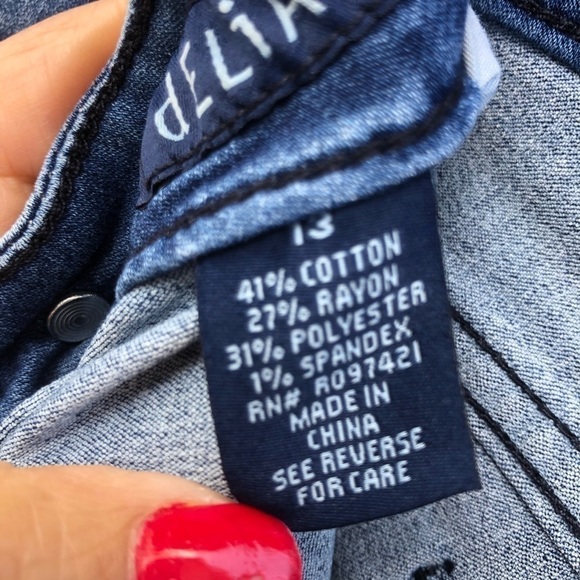 dELiA
13
41% COTTON
27% RAYON
31% POLYESTER
1% SPANDEX
RN# R097421
MADE IN
CHINA
SEE REVERSE
FOR CARE